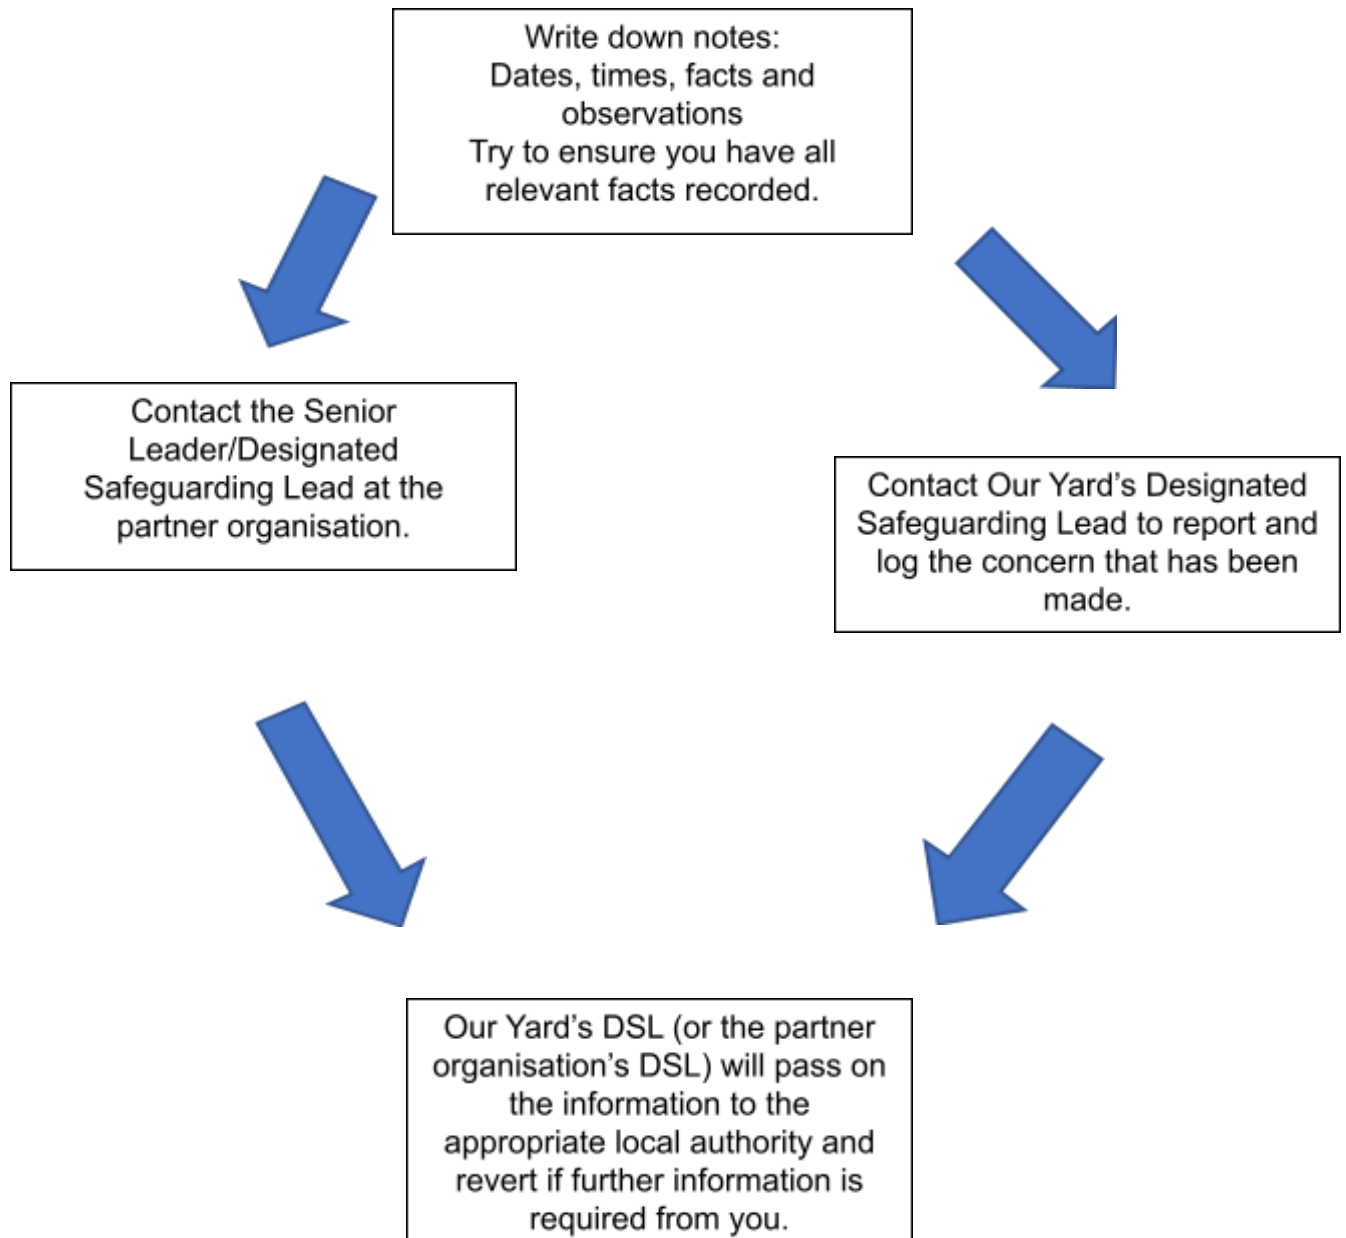 Write down notes:
Dates, times, facts and
observations
Try to ensure you have all
relevant facts recorded.
Contact the Senior
Leader/Designated
Safeguarding Lead at the
partner organisation.
Contact Our Yard’s Designated
Safeguarding Lead to report and
log the concern that has been
made.
Our Yard’s DSL (or the partner
organisation’s DSL) will pass on
the information to the
appropriate local authority and
revert if further information is
required from you.